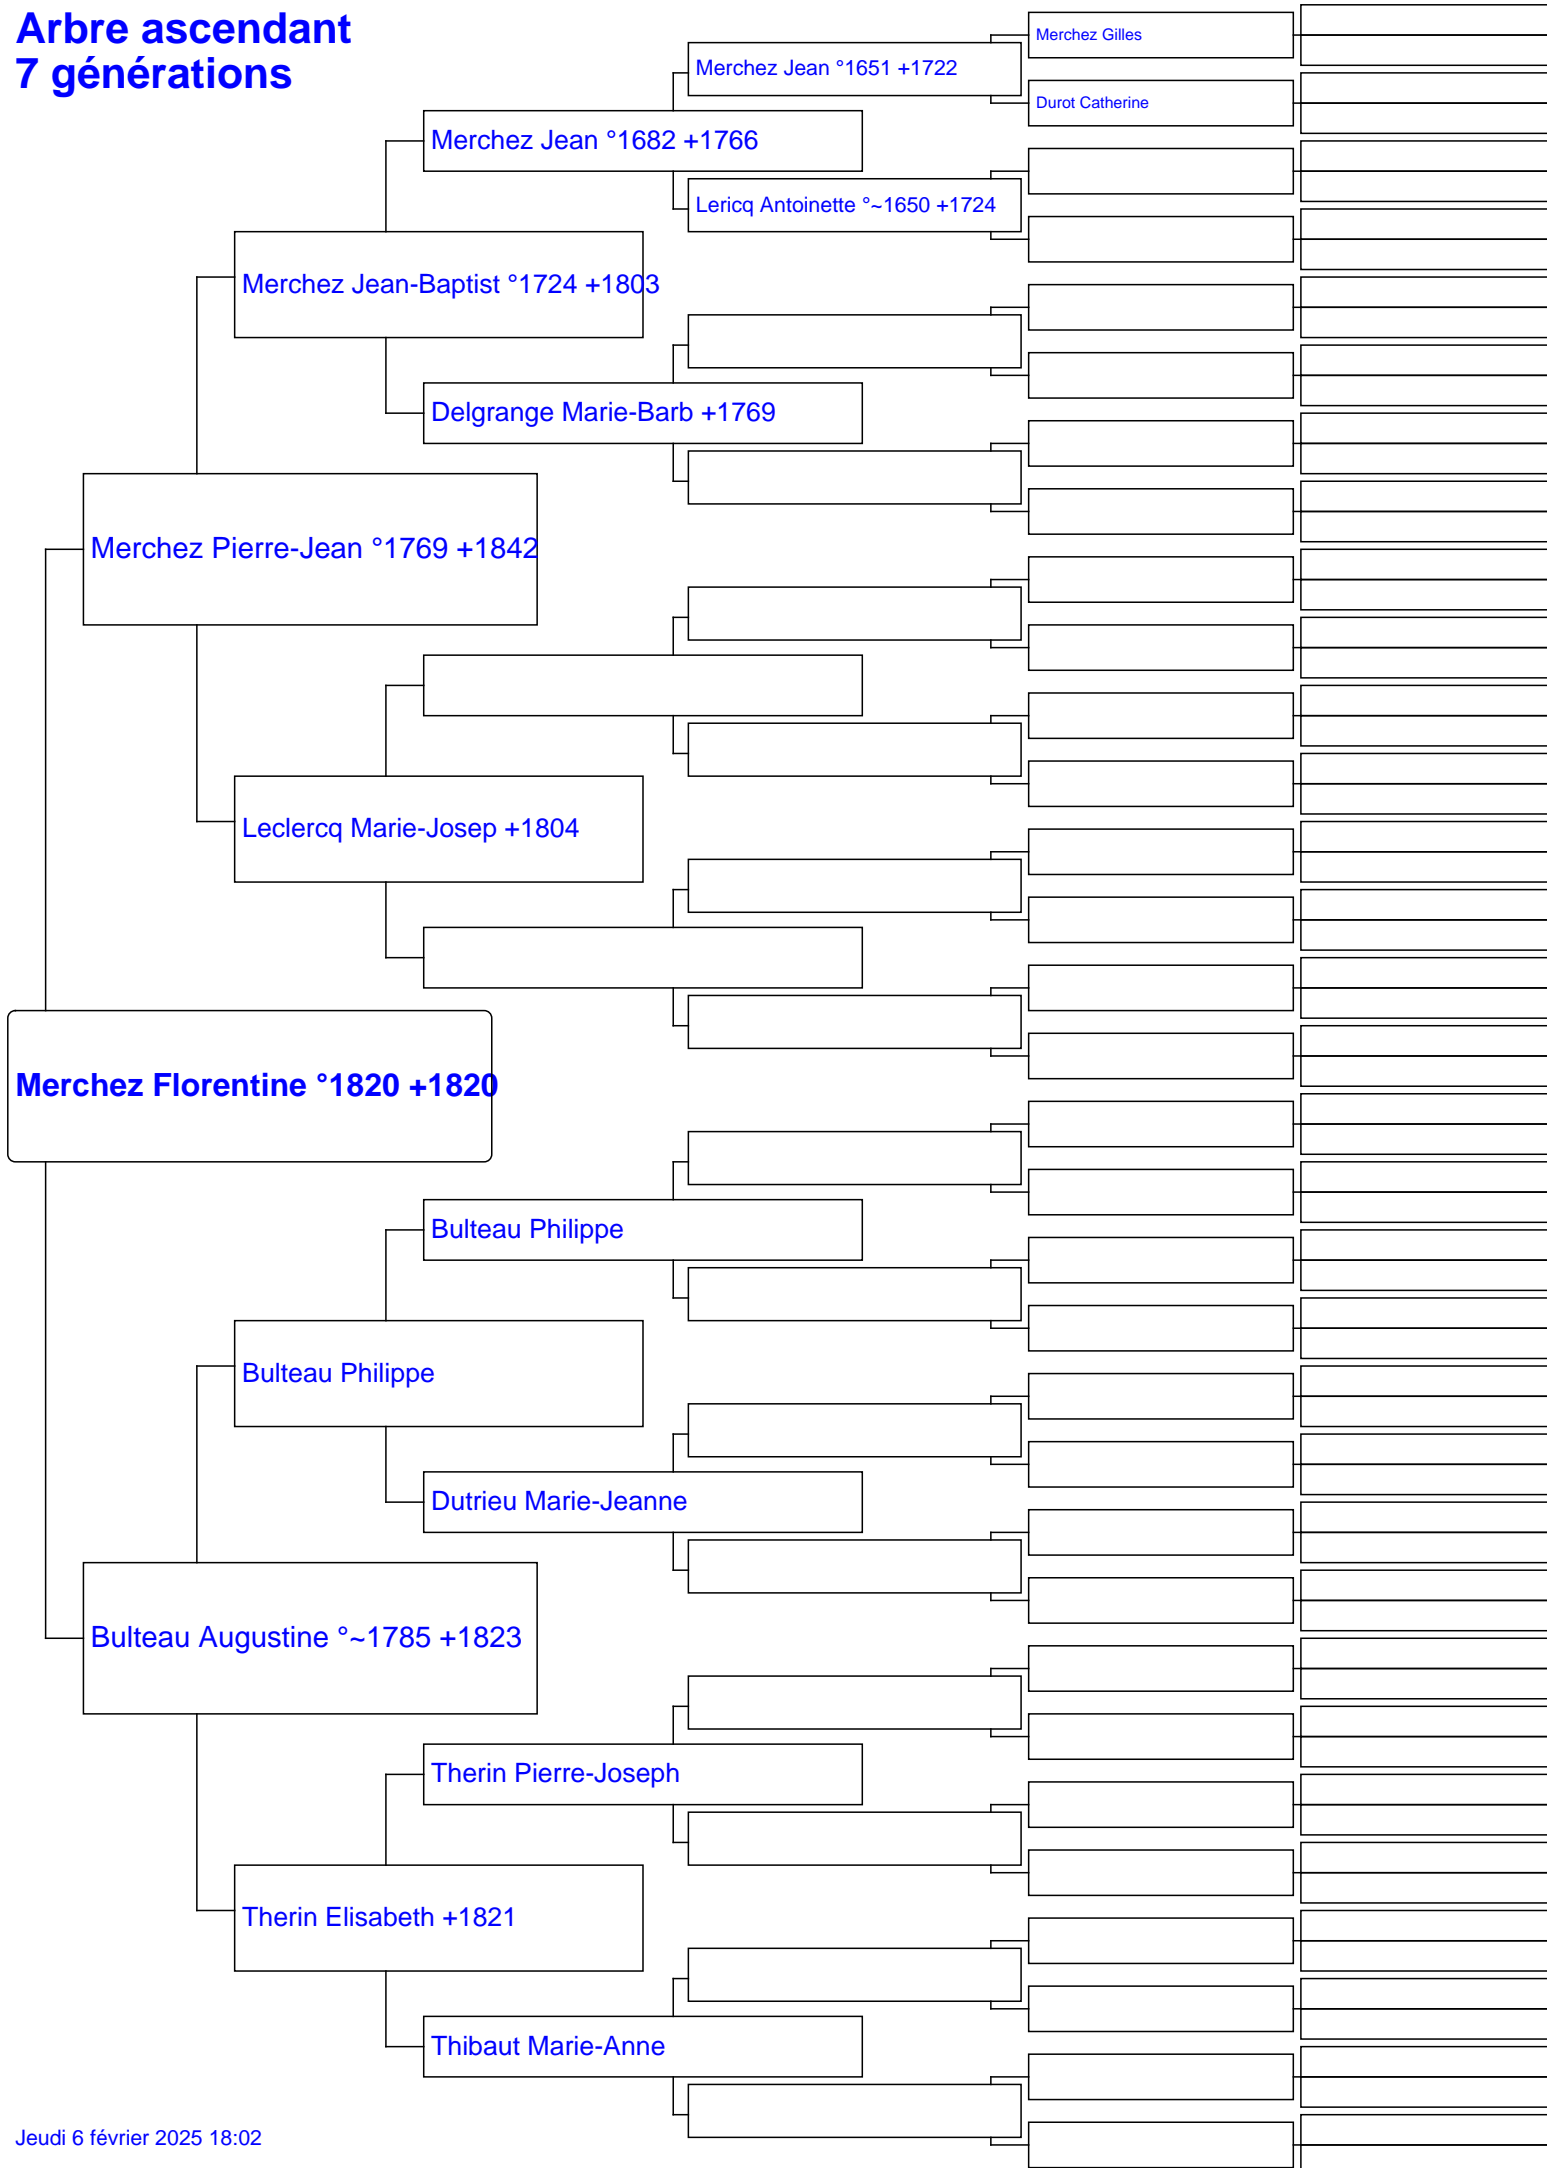 Arbre ascendant
7 générations
Merchez Gilles
Merchez Jean °1651 +1722
Durot Catherine
Merchez Jean °1682 +1766
Lericq Antoinette °~1650 +1724
Merchez Jean-Baptist °1724 +1803
Delgrange Marie-Barb +1769
Merchez Pierre-Jean °1769 +1842
Leclercq Marie-Josep +1804
Merchez Florentine °1820 +1820
Bulteau Philippe
Bulteau Philippe
Dutrieu Marie-Jeanne
Bulteau Augustine °~1785 +1823
Therin Pierre-Joseph
Therin Elisabeth +1821
Thibaut Marie-Anne
Jeudi 6 février 2025 18:02